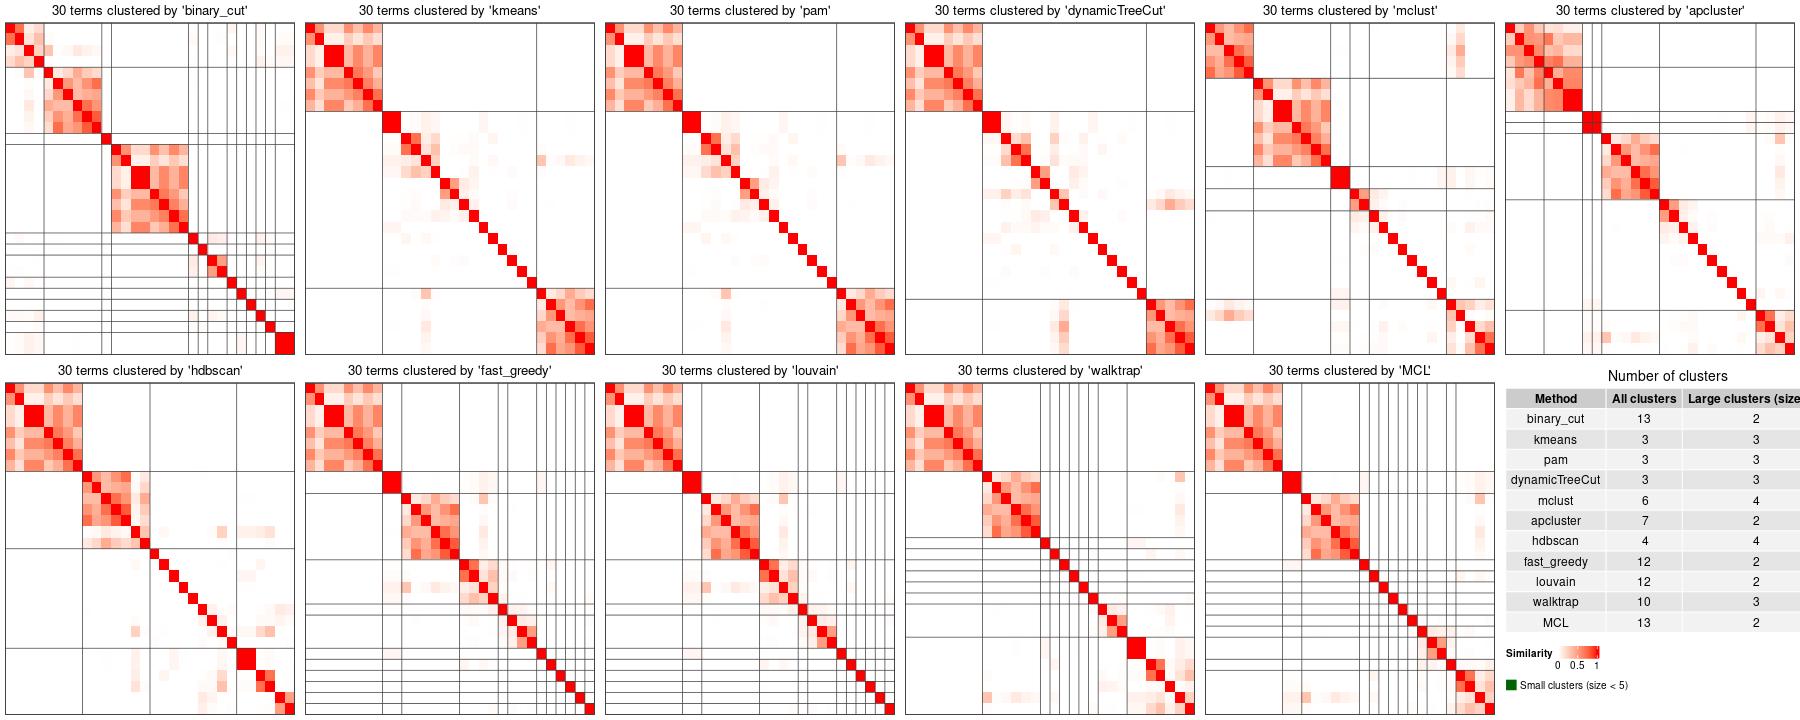 30 terms clustered by 'binary_cut'
30 terms clustered by 'kmeans'
30 terms clustered by 'pam'
30 terms clustered by 'dynamicTreeCut'
30 terms clustered by 'mclust'
30 terms clustered by 'apcluster'
30 terms clustered by 'hdbscan'
30 terms clustered by 'fast_greedy'
30 terms clustered by 'louvain'
30 terms clustered by 'walktrap'
30 terms clustered by 'MCL'
Number of clusters
Method All clusters Large clusters (size
binary_cut 13 2
kmeans 3 3
pam 3 3
dynamicTreeCut 3 3
mclust 6 4
apcluster 7 2
hdbscan 4 4
fast_greedy 12 2
louvain 12 2
walktrap 10 3
MCL 13 2
Similarity
0 0.5 1
Small clusters (size < 5)